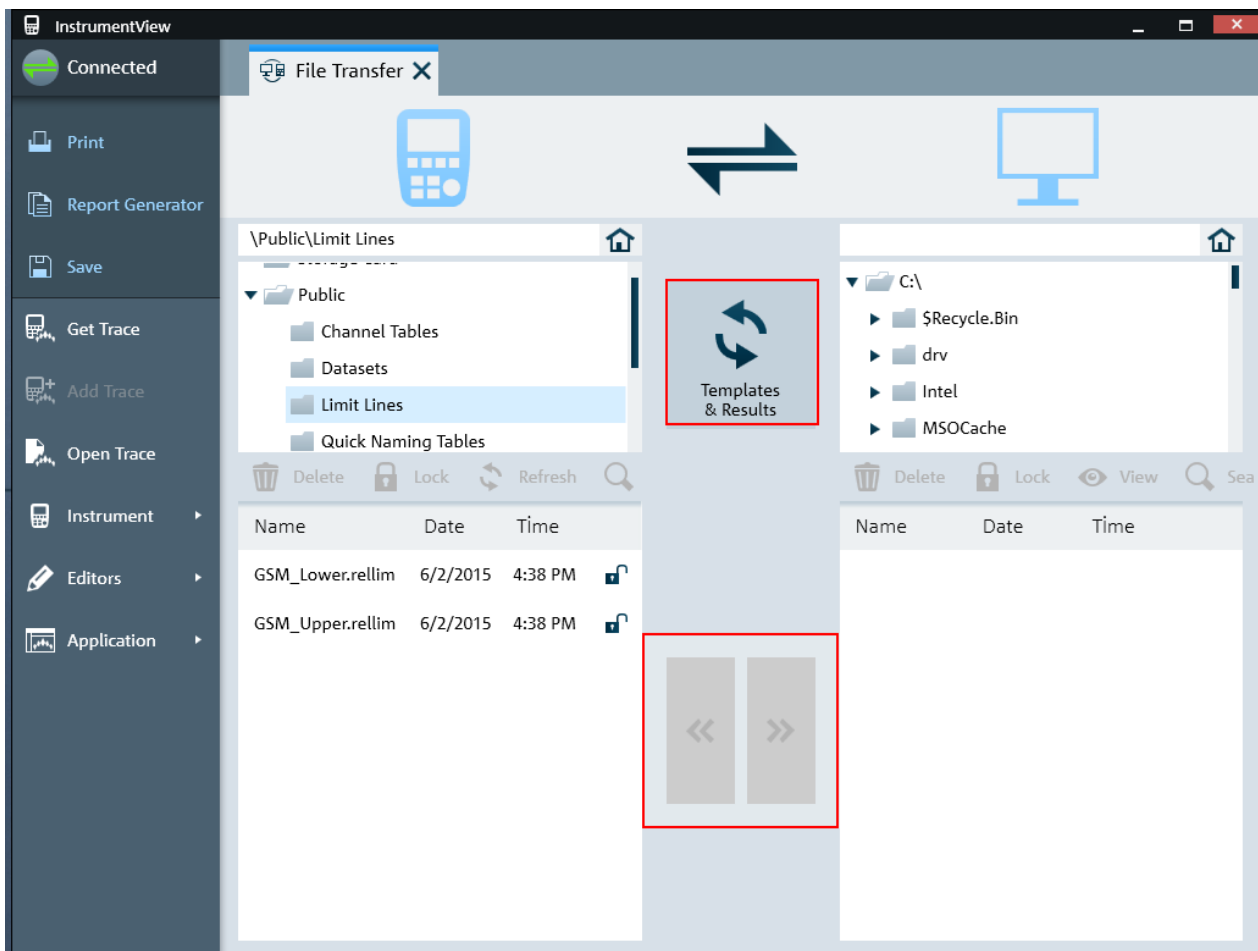 InstrumentView
Connected
File Transfer
Print
Report Generator
Save
Get Trace
Add Trace
Open Trace
Instrument
Editors
Application
\Public\Limit Lines
Storage Card
Public
Channel Tables
Datasets
Limit Lines
Quick Naming Tables
Delete Lock Refresh
Name Date Time
GSM_Lower.rellim 6/2/2015 4:38 PM
GSM_Upper.rellim 6/2/2015 4:38 PM
Templates
& Results
C:\
$Recycle.Bin
drv
Intel
MSOCache
Delete Lock View Sea
Name Date Time